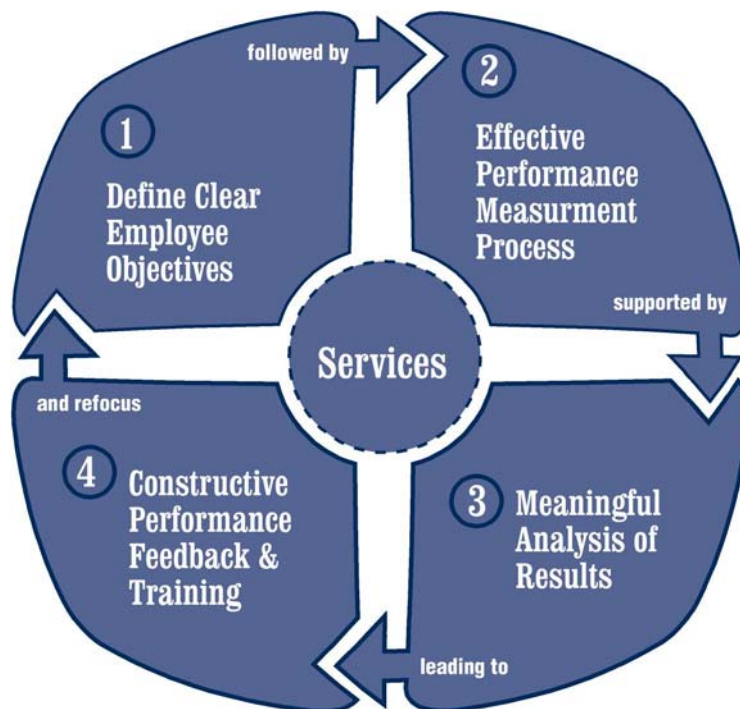 followed by
1
Define Clear
Employee
Objectives
2
Effective
Performance
Measurment
Process
supported by
Services
3
Meaningful
Analysis of
Results
leading to
4
Constructive
Performance
Feedback &
Training
and refocus